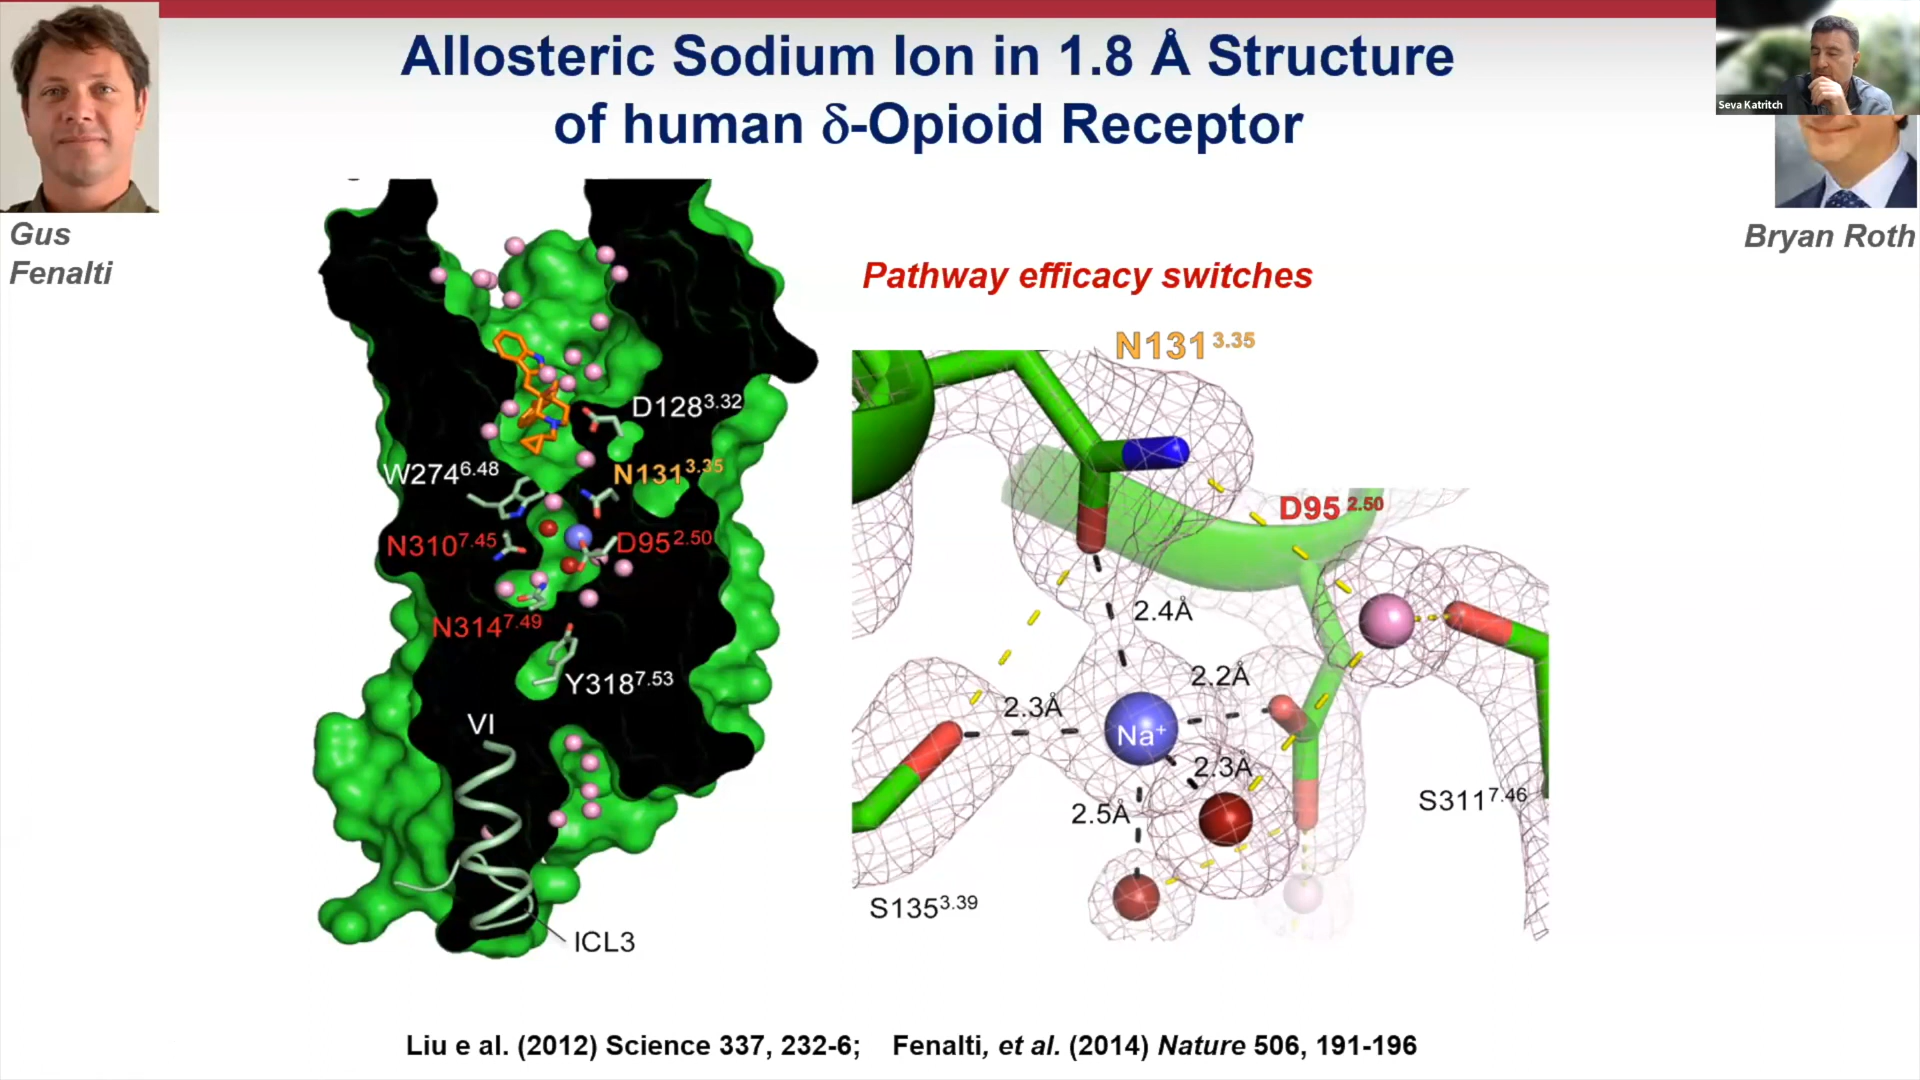 Allosteric Sodium Ion in 1.8 Å Structure
of human δ-Opioid Receptor
Seva Katritch
Gus
Fenalti
Bryan Roth
Pathway efficacy switches
N131 3.35
D128 3.32
W274 6.48
N131 3.35
D95 2.50
N310 7.45
D95 2.50
N314 7.49
2.4Å
Y318 7.53
2.2Å
2.3Å
VI
Na+
2.3Å
2.5Å
S311 7.46
S135 3.39
ICL3
Liu e al. (2012) Science 337, 232-6; Fenalti, et al. (2014) Nature 506, 191-196